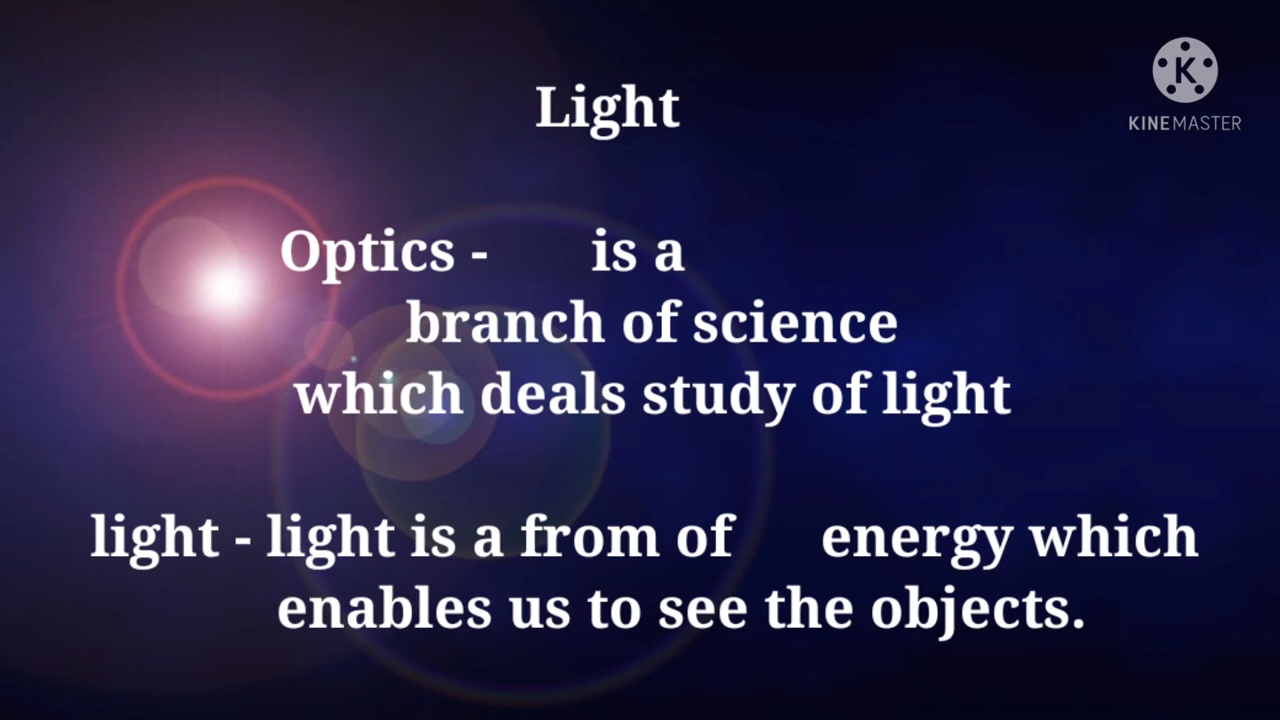 Light
K
KINEMASTER
Optics - is a
branch of science
which deals study of light
light - light is a from of energy which
enables us to see the objects.